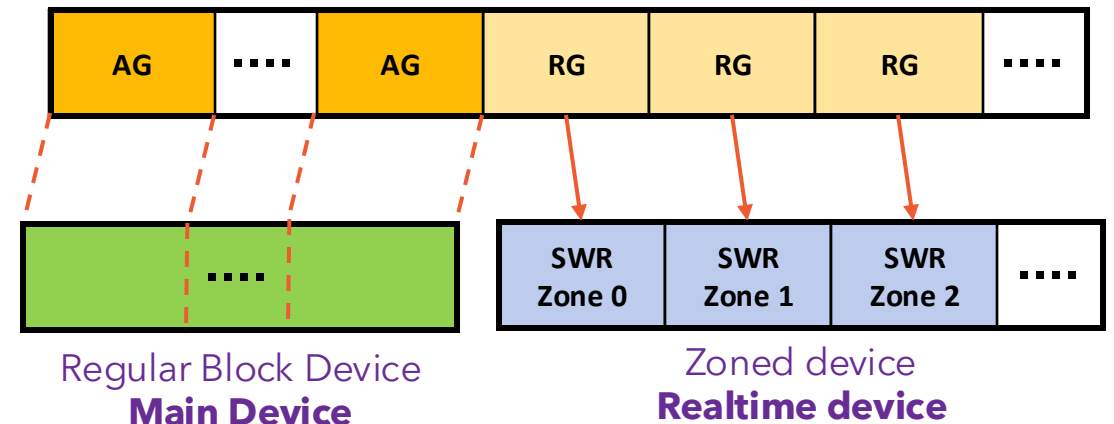 AG .... AG RG RG RG ....
.... SWR SWR SWR ....
Zone 0 Zone 1 Zone 2
Regular Block Device Zoned device
Main Device Realtime device